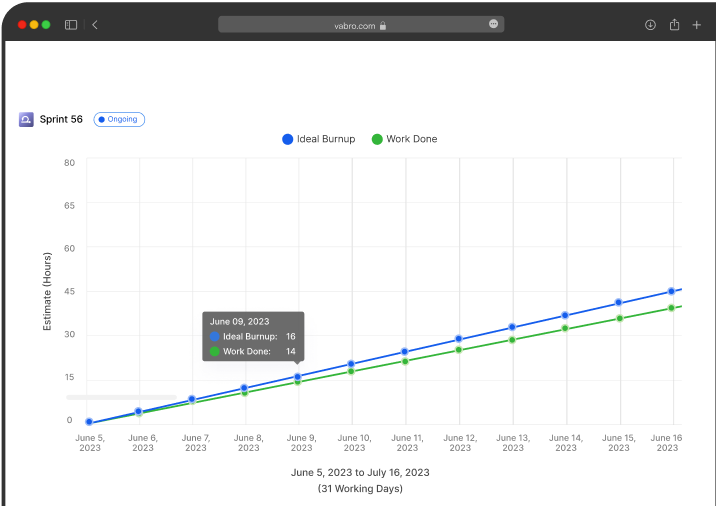 vabro.com
Sprint 56
Ongoing
Ideal Burnup
Work Done
80
65
60
45
30
15
0
Estimate (Hours)
June 09, 2023
Ideal Burnup: 16
Work Done: 14
June 5, 2023
June 6, 2023
June 7, 2023
June 8, 2023
June 9, 2023
June 10, 2023
June 11, 2023
June 12, 2023
June 13, 2023
June 14, 2023
June 15, 2023
June 16 2023
June 5, 2023 to July 16, 2023
(31 Working Days)